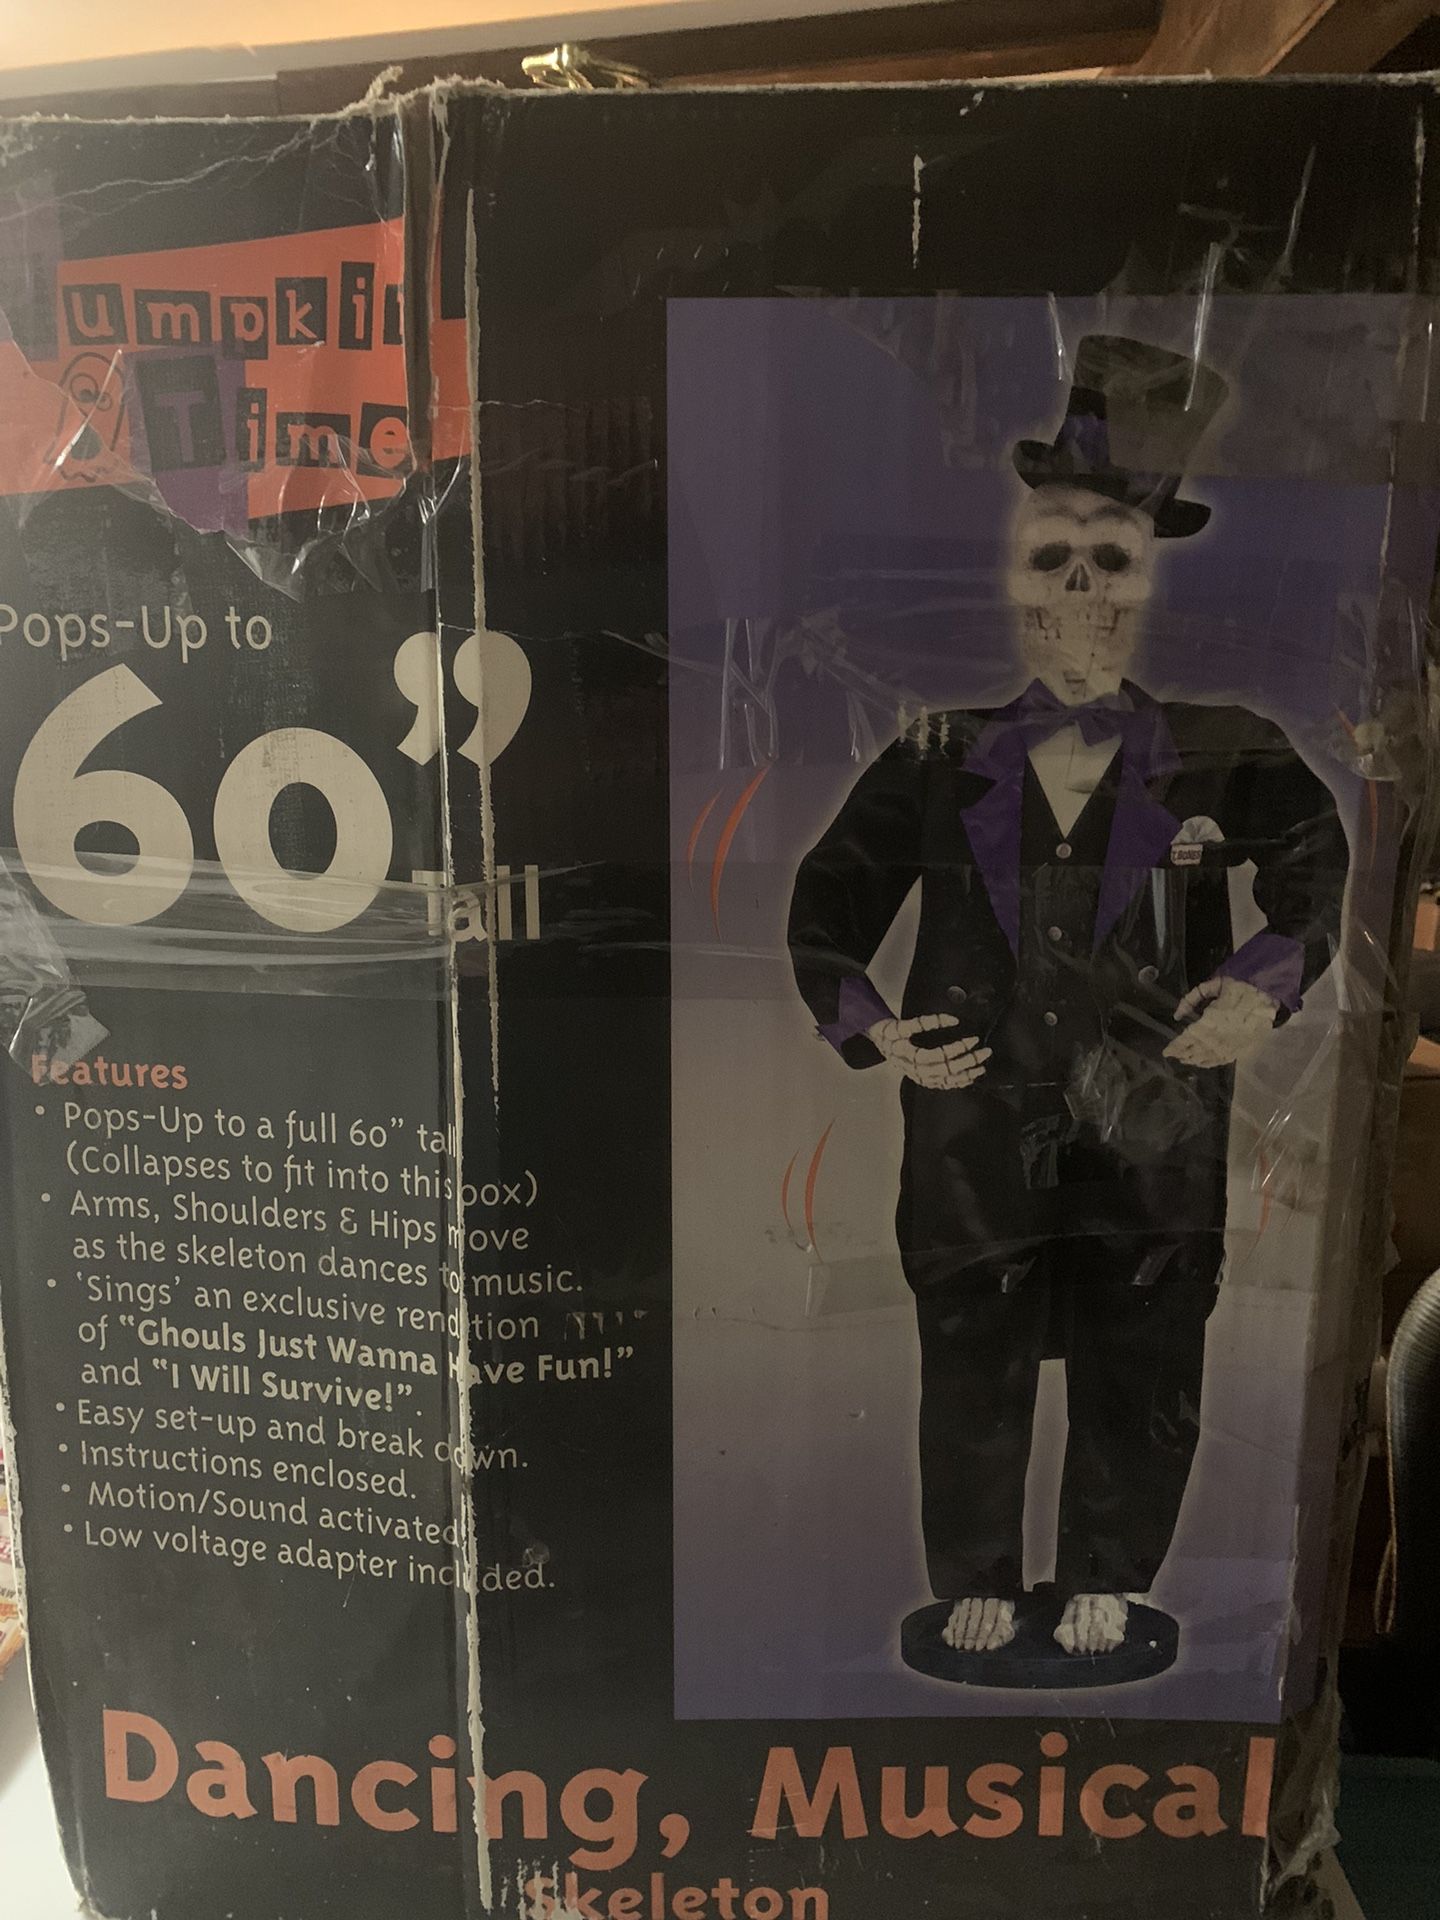 umpkin
Time
Pops-Up to
60”
Tall
Features
• Pops-Up to a full 60” tall
(Collapses to fit into this box)
• Arms, Shoulders & Hips move
as the skeleton dances to music.
• ‘Sings’ an exclusive rendition
of “Ghouls Just Wanna Have Fun!”
and “I Will Survive!”.
• Easy set-up and break down.
• Instructions enclosed.
• Motion/Sound activated.
• Low voltage adapter included.
T.BONES
Dancing, Musical
Skeleton